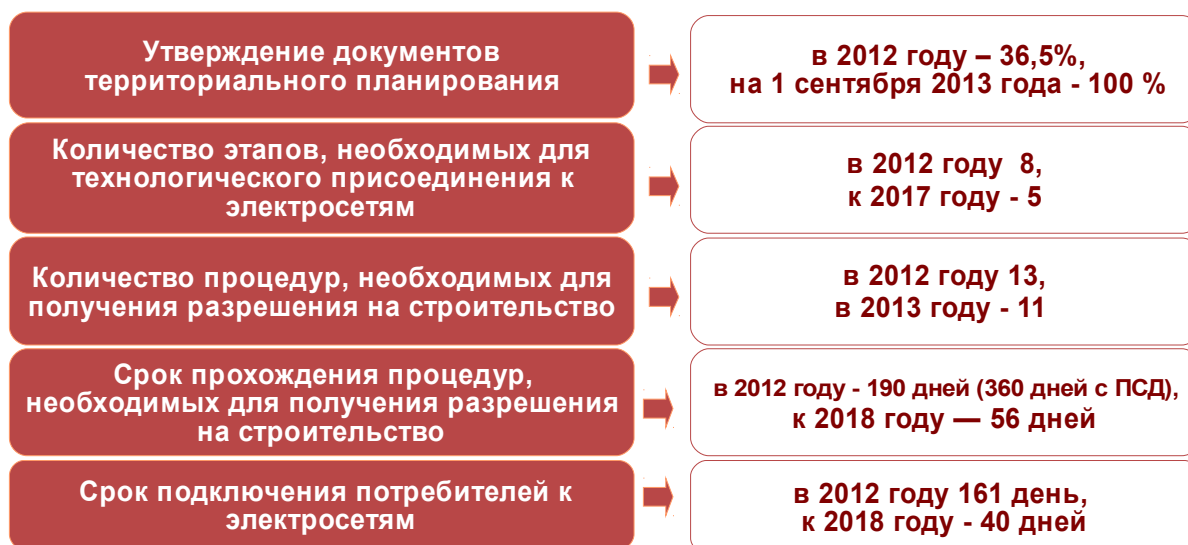 Утверждение документов
территориального планирования
в 2012 году – 36,5%,
на 1 сентября 2013 года - 100 %
Количество этапов, необходимых для
технологического присоединения к
электросетям
в 2012 году  8,
к 2017 году - 5
Количество процедур, необходимых для
получения разрешения на строительство
в 2012 году 13,
в 2013 году - 11
Срок прохождения процедур,
необходимых для получения разрешения
на строительство
в 2012 году - 190 дней (360 дней с ПСД),
к 2018 году — 56 дней
Срок подключения потребителей к
электросетям
в 2012 году 161 день,
к 2018 году - 40 дней